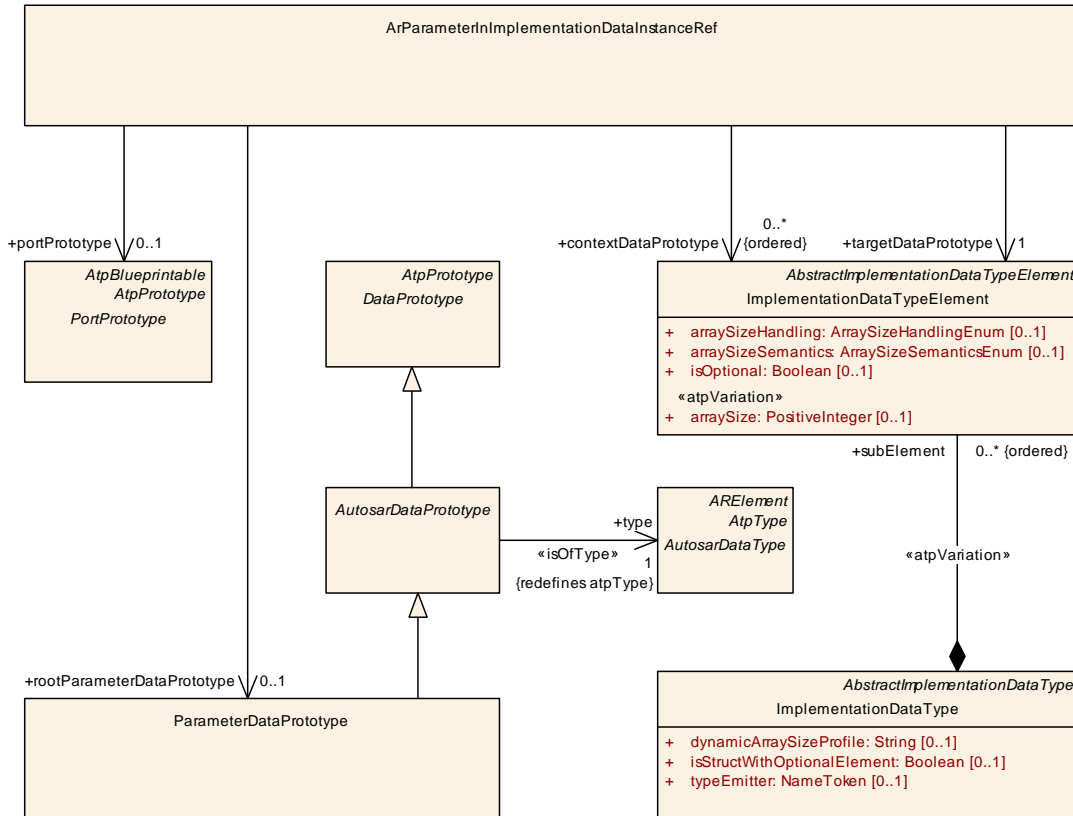 ArParameterInImplementationDataInstanceRef
+portPrototype 0..1
+contextDataPrototype 0..*
{ordered}
+targetDataPrototype 1
AtpBlueprintable
AtpPrototype
PortPrototype
AtpPrototype
DataPrototype
AbstractImplementationDataTypeElement
ImplementationDataTypeElement
+ arraySizeHandling: ArraySizeHandlingEnum [0..1]
+ arraySizeSemantics: ArraySizeSemanticsEnum [0..1]
+ isOptional: Boolean [0..1]
«atpVariation»
+ arraySize: PositiveInteger [0..1]
+subElement 0..* {ordered}
AutosarDataPrototype
+type
«isOfType»
1
{redefines atpType}
ARElement
AtpType
AutosarDataType
«atpVariation»
+rootParameterDataPrototype 0..1
ParameterDataPrototype
AbstractImplementationDataType
ImplementationDataType
+ dynamicArraySizeProfile: String [0..1]
+ isStructWithOptionalElement: Boolean [0..1]
+ typeEmitter: NameToken [0..1]